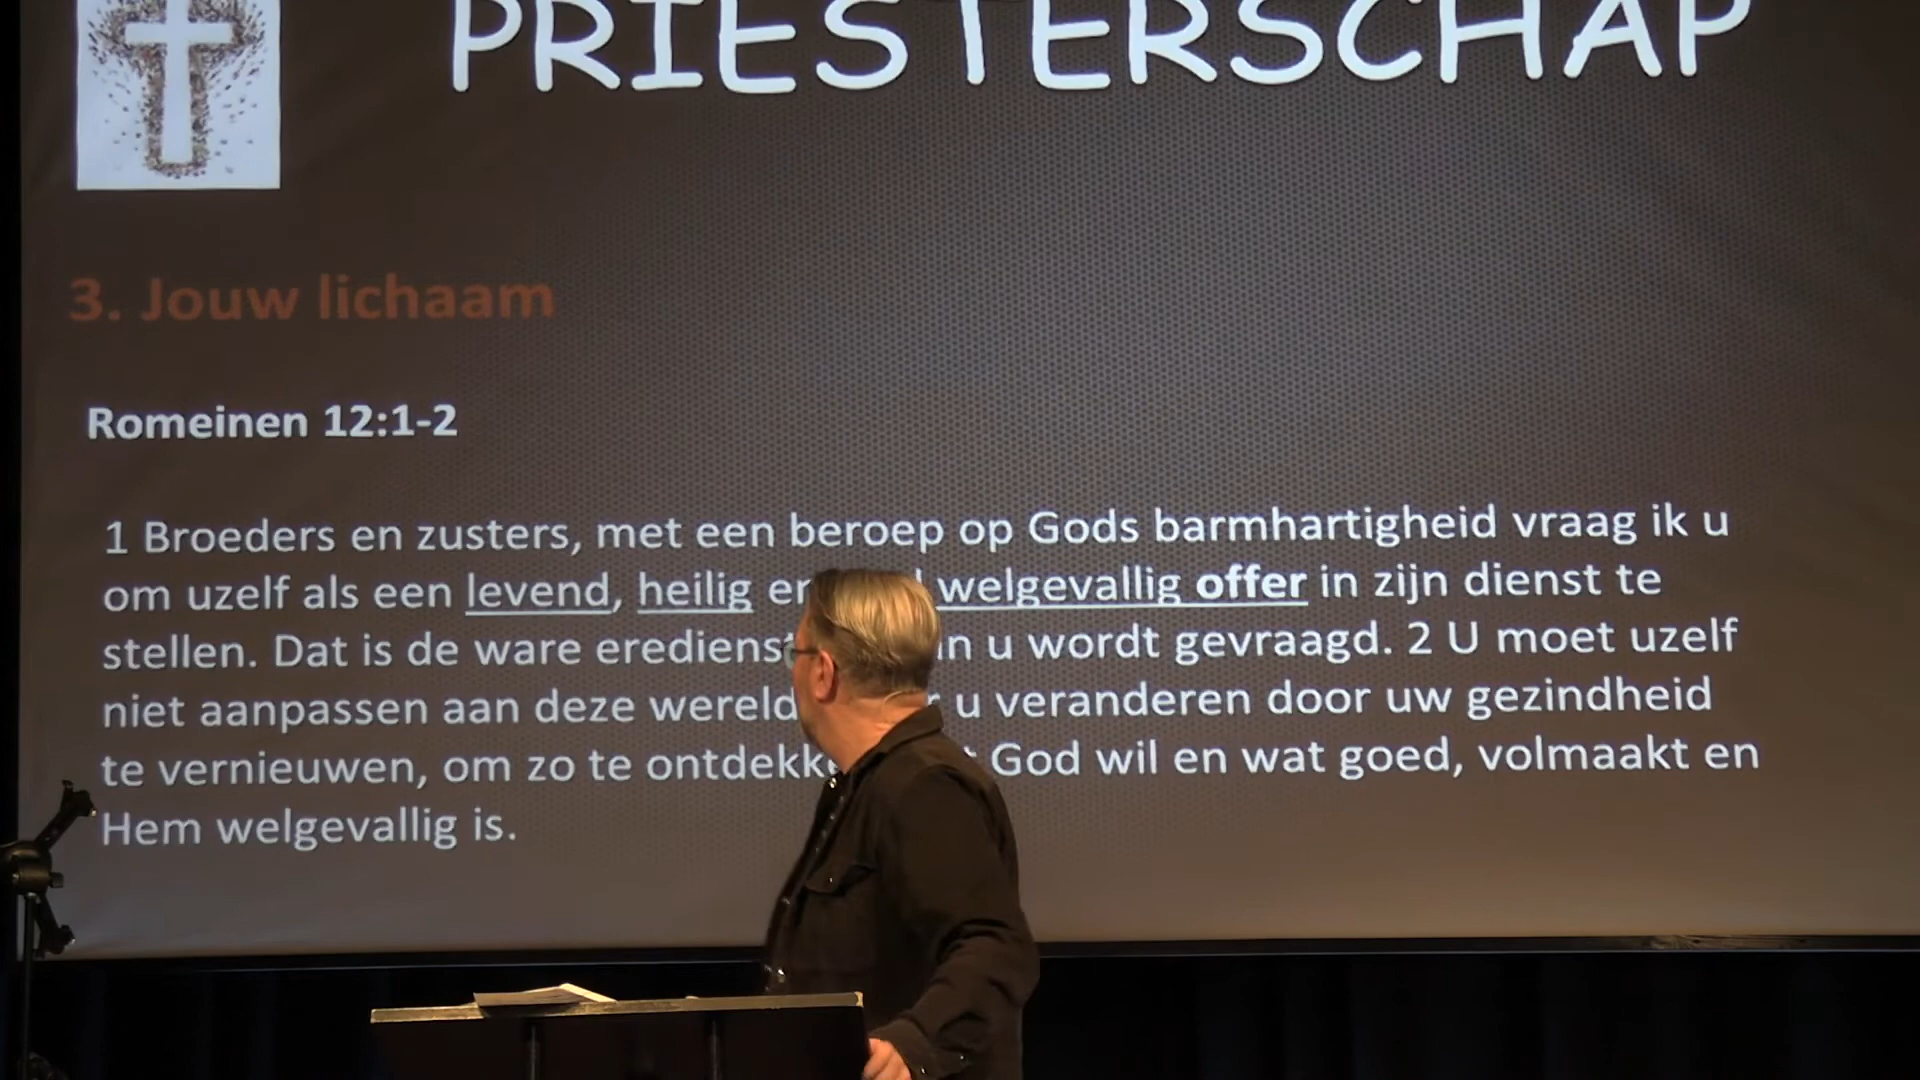 PRIESTERSCHAP
3. Jouw lichaam
Romeinen 12:1-2
1 Broeders en zusters, met een beroep op Gods barmhartigheid vraag ik u
om uzelf als een levend, heilig welgevallig offer in zijn dienst te
stellen. Dat is de ware u wordt gevraagd. 2 U moet uzelf
niet aanpassen aan deze u veranderen door uw gezindheid
te vernieuwen, om zo te God wil en wat goed, volmaakt en
Hem welgevallig is.